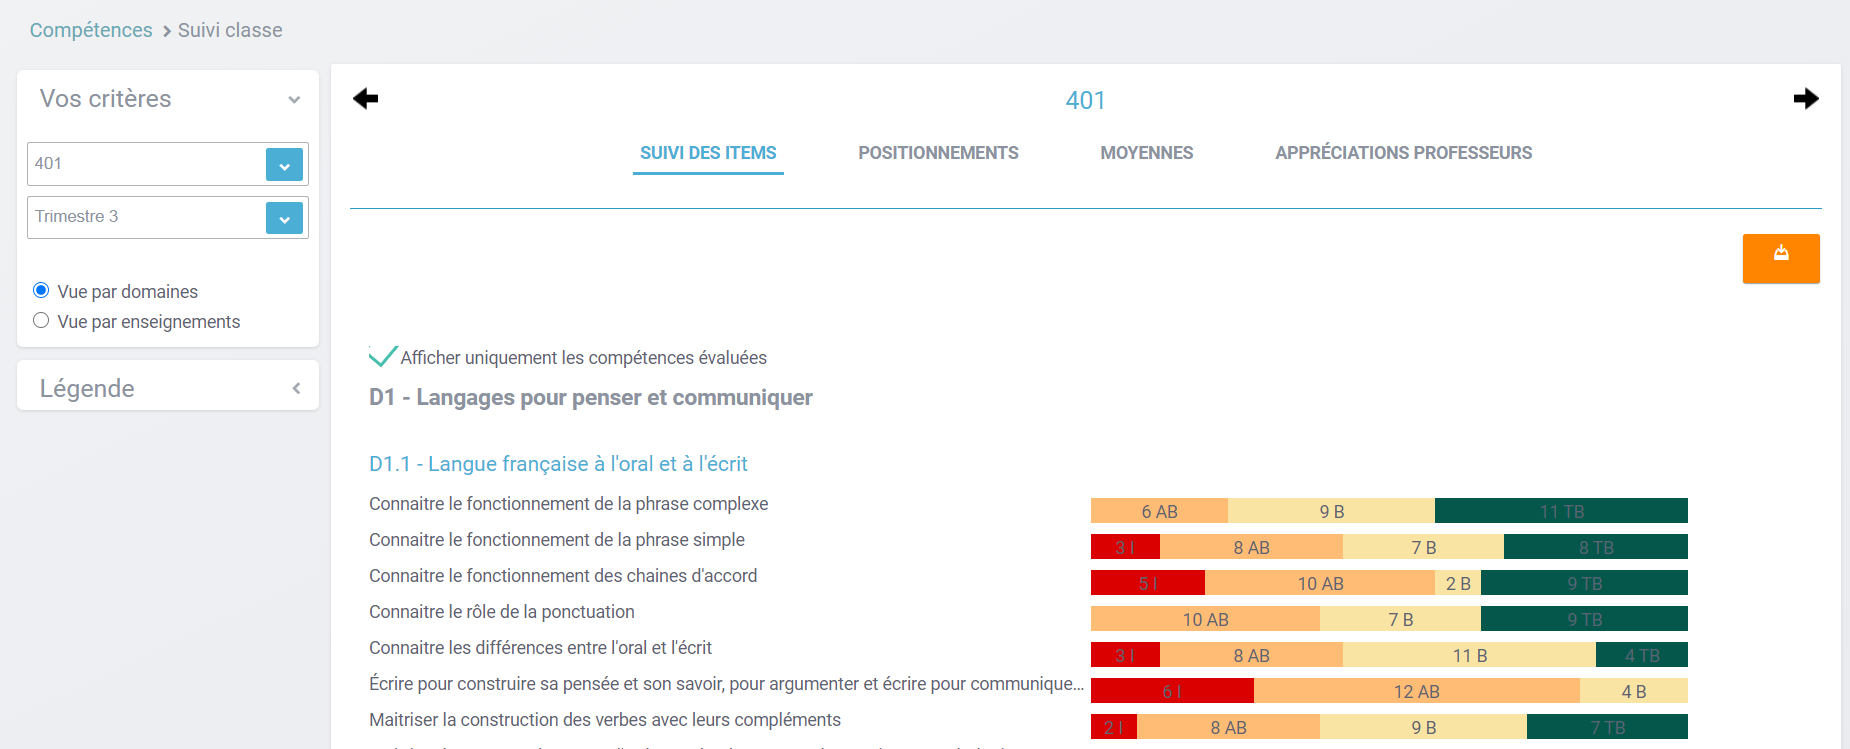 Compétences > Suivi classe
Vos critères
401
Trimestre 3
Vue par domaines
Vue par enseignements
Légende
401
SUIVI DES ITEMS POSITIONNEMENTS MOYENNES APPRÉCIATIONS PROFESSEURS
Afficher uniquement les compétences évaluées
D1 - Langages pour penser et communiquer
D1.1 - Langue française à l'oral et à l'écrit
Connaitre le fonctionnement de la phrase complexe 6 AB 9 B 11 TB
Connaitre le fonctionnement de la phrase simple 3 I 8 AB 7 B 8 TB
Connaitre le fonctionnement des chaines d'accord 5 I 10 AB 2 B 9 TB
Connaitre le rôle de la ponctuation 10 AB 7 B 9 TB
Connaitre les différences entre l'oral et l'écrit 3 I 8 AB 11 B 4 TB
Écrire pour construire sa pensée et son savoir, pour argumenter et écrire pour communique... 6 I 12 AB 4 B
Maitriser la construction des verbes avec leurs compléments 2 I 8 AB 9 B 7 TB